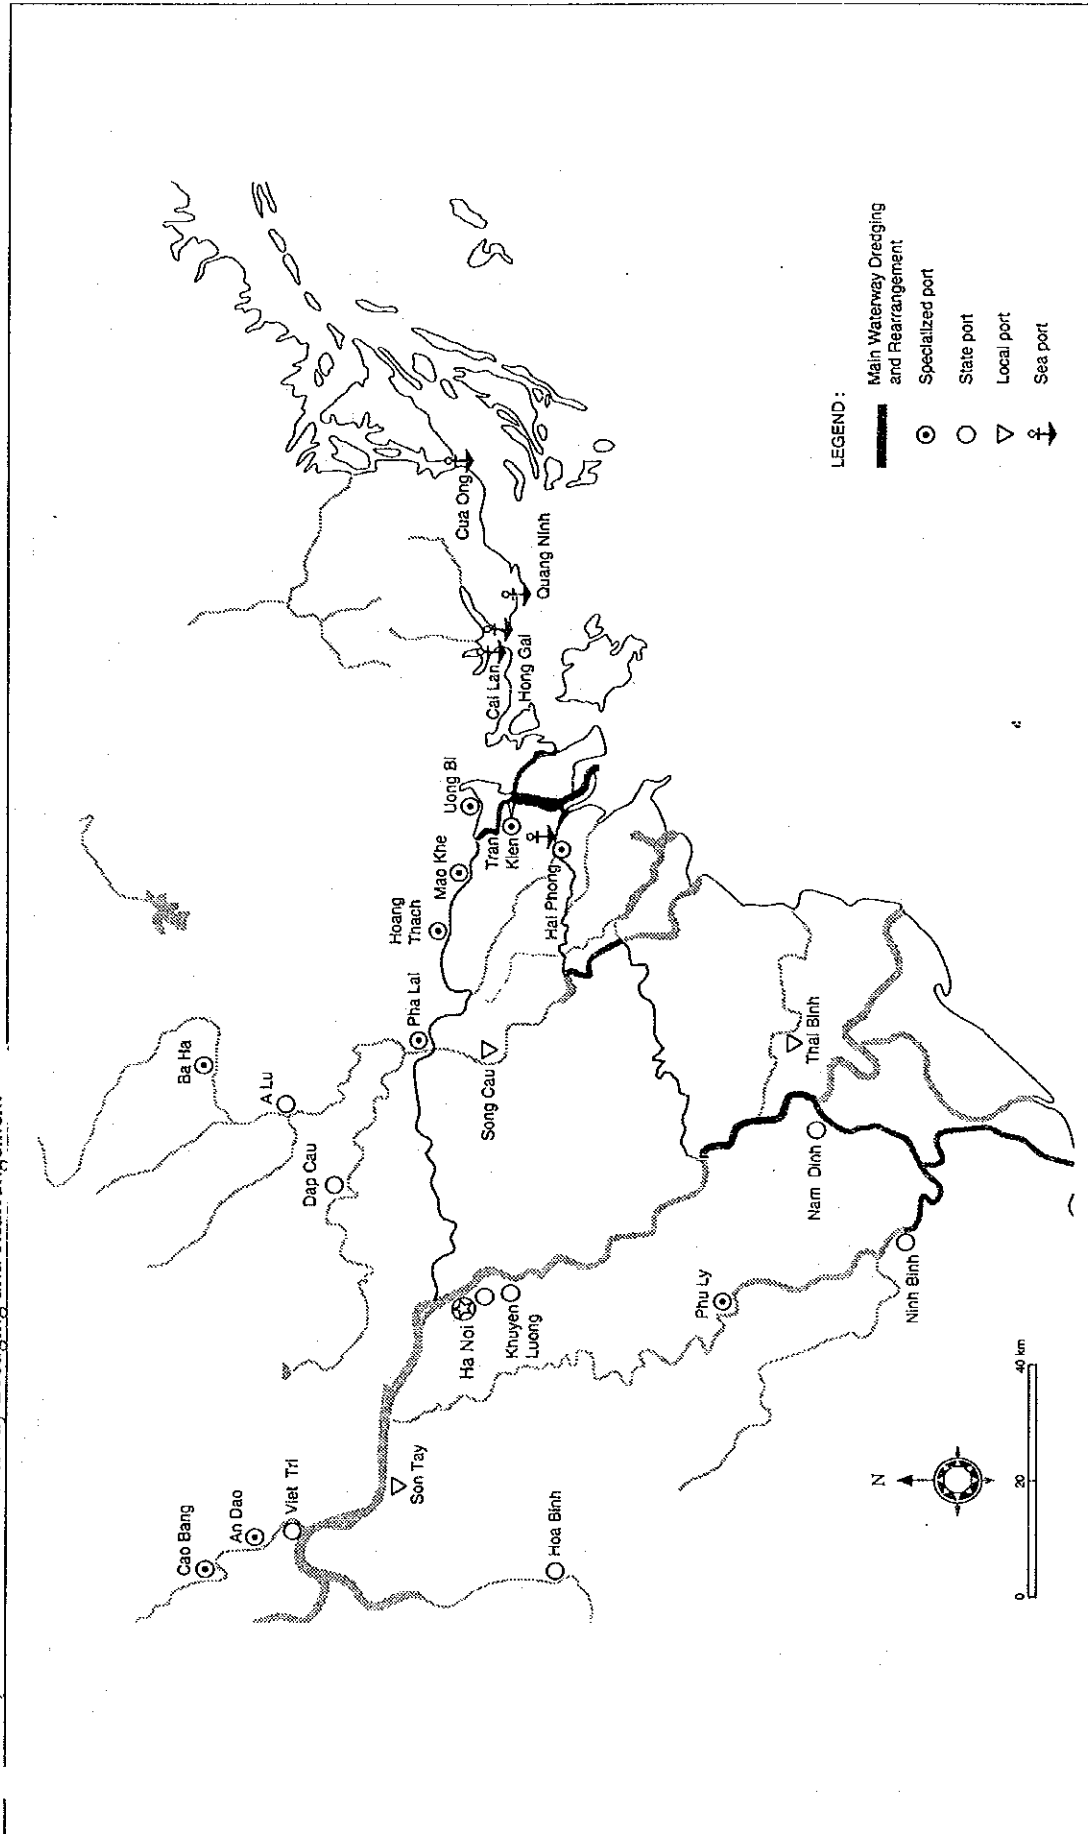 Cao Bang
An Dao
Viet Tri
Son Tay
Hoa Binh
Ba Ha
A Lu
Dap Cau
Ha Noi
Khuyen
Luong
Phu Ly
Ninh Binh
Nam Dinh
Thai Binh
Song Cau
Pha Lai
Hoang
Thach
Mao Khe
Uong Bi
Tran
Kien
Hai Phong
Cai Lan
Hong Gai
Quang Ninh
Cua Ong
N
0 20 40 km
LEGEND:
Main Waterway Dredging
and Rearrangement
Specialized port
State port
Local port
Sea port